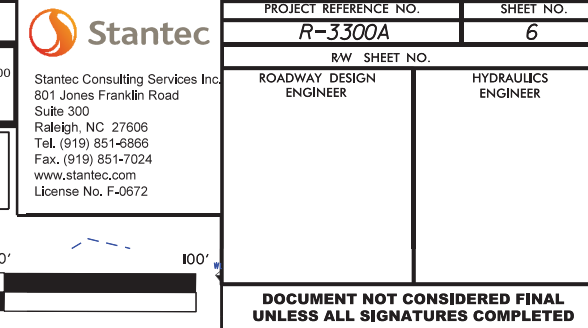 Stantec
Stantec Consulting Services Inc.
801 Jones Franklin Road
Suite 300
Raleigh, NC 27606
Tel. (919) 851-6866
Fax. (919) 851-7024
www.stantec.com
License No. F-0672
100'
PROJECT REFERENCE NO.
SHEET NO.
R-3300A
6
R/W SHEET NO.
ROADWAY DESIGN
ENGINEER
HYDRAULICS
ENGINEER
DOCUMENT NOT CONSIDERED FINAL
UNLESS ALL SIGNATURES COMPLETED